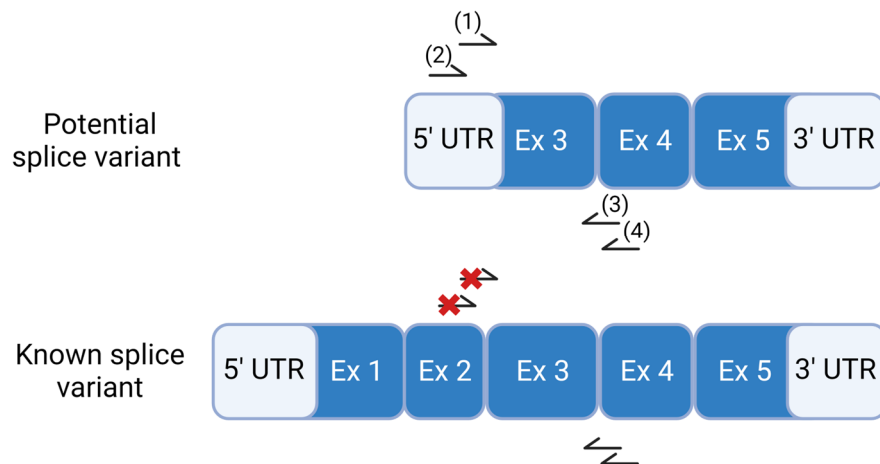 (1)
(2)
Potential
splice variant
5' UTR Ex 3 Ex 4 Ex 5 3' UTR
(3)
(4)
Known splice
variant
5' UTR Ex 1 Ex 2 Ex 3 Ex 4 Ex 5 3' UTR